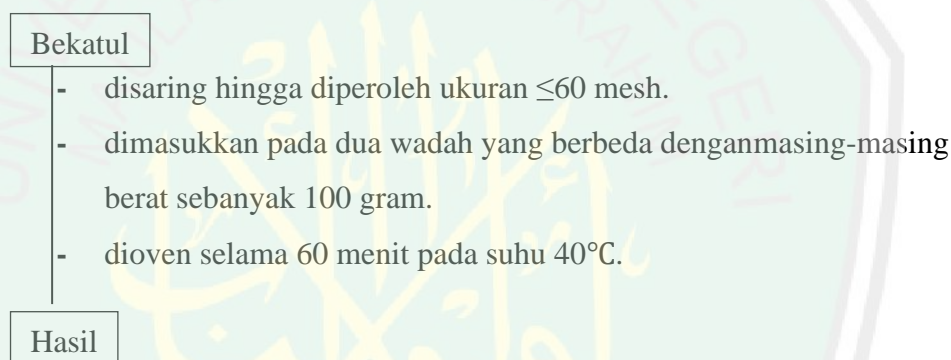 Bekatul
- disaring hingga diperoleh ukuran ≤60 mesh.
- dimasukkan pada dua wadah yang berbeda denganmasing-masing
berat sebanyak 100 gram.
- dioven selama 60 menit pada suhu 40℃.
Hasil